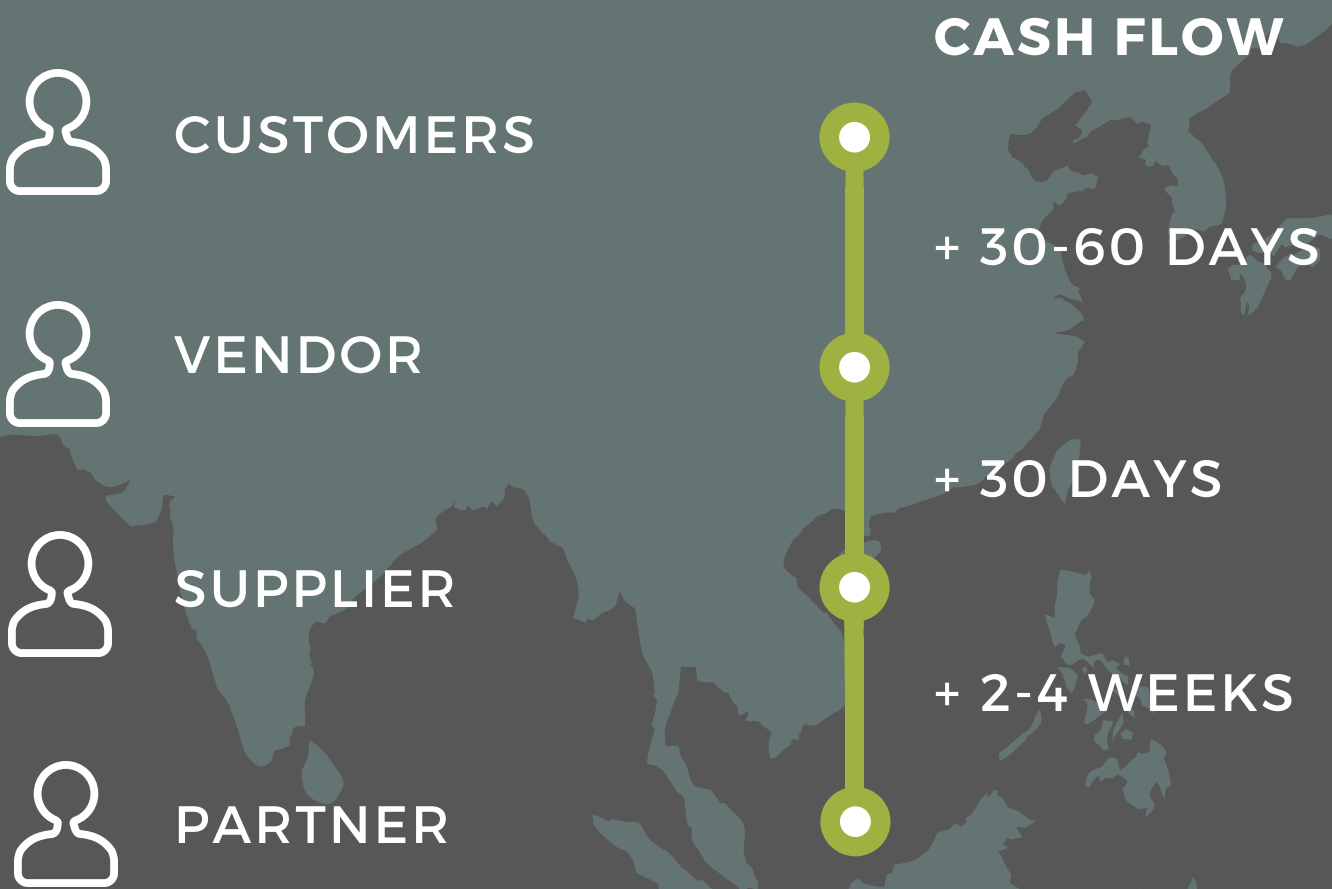 CASH FLOW
CUSTOMERS
+ 30-60 DAYS
VENDOR
+ 30 DAYS
SUPPLIER
+ 2-4 WEEKS
PARTNER